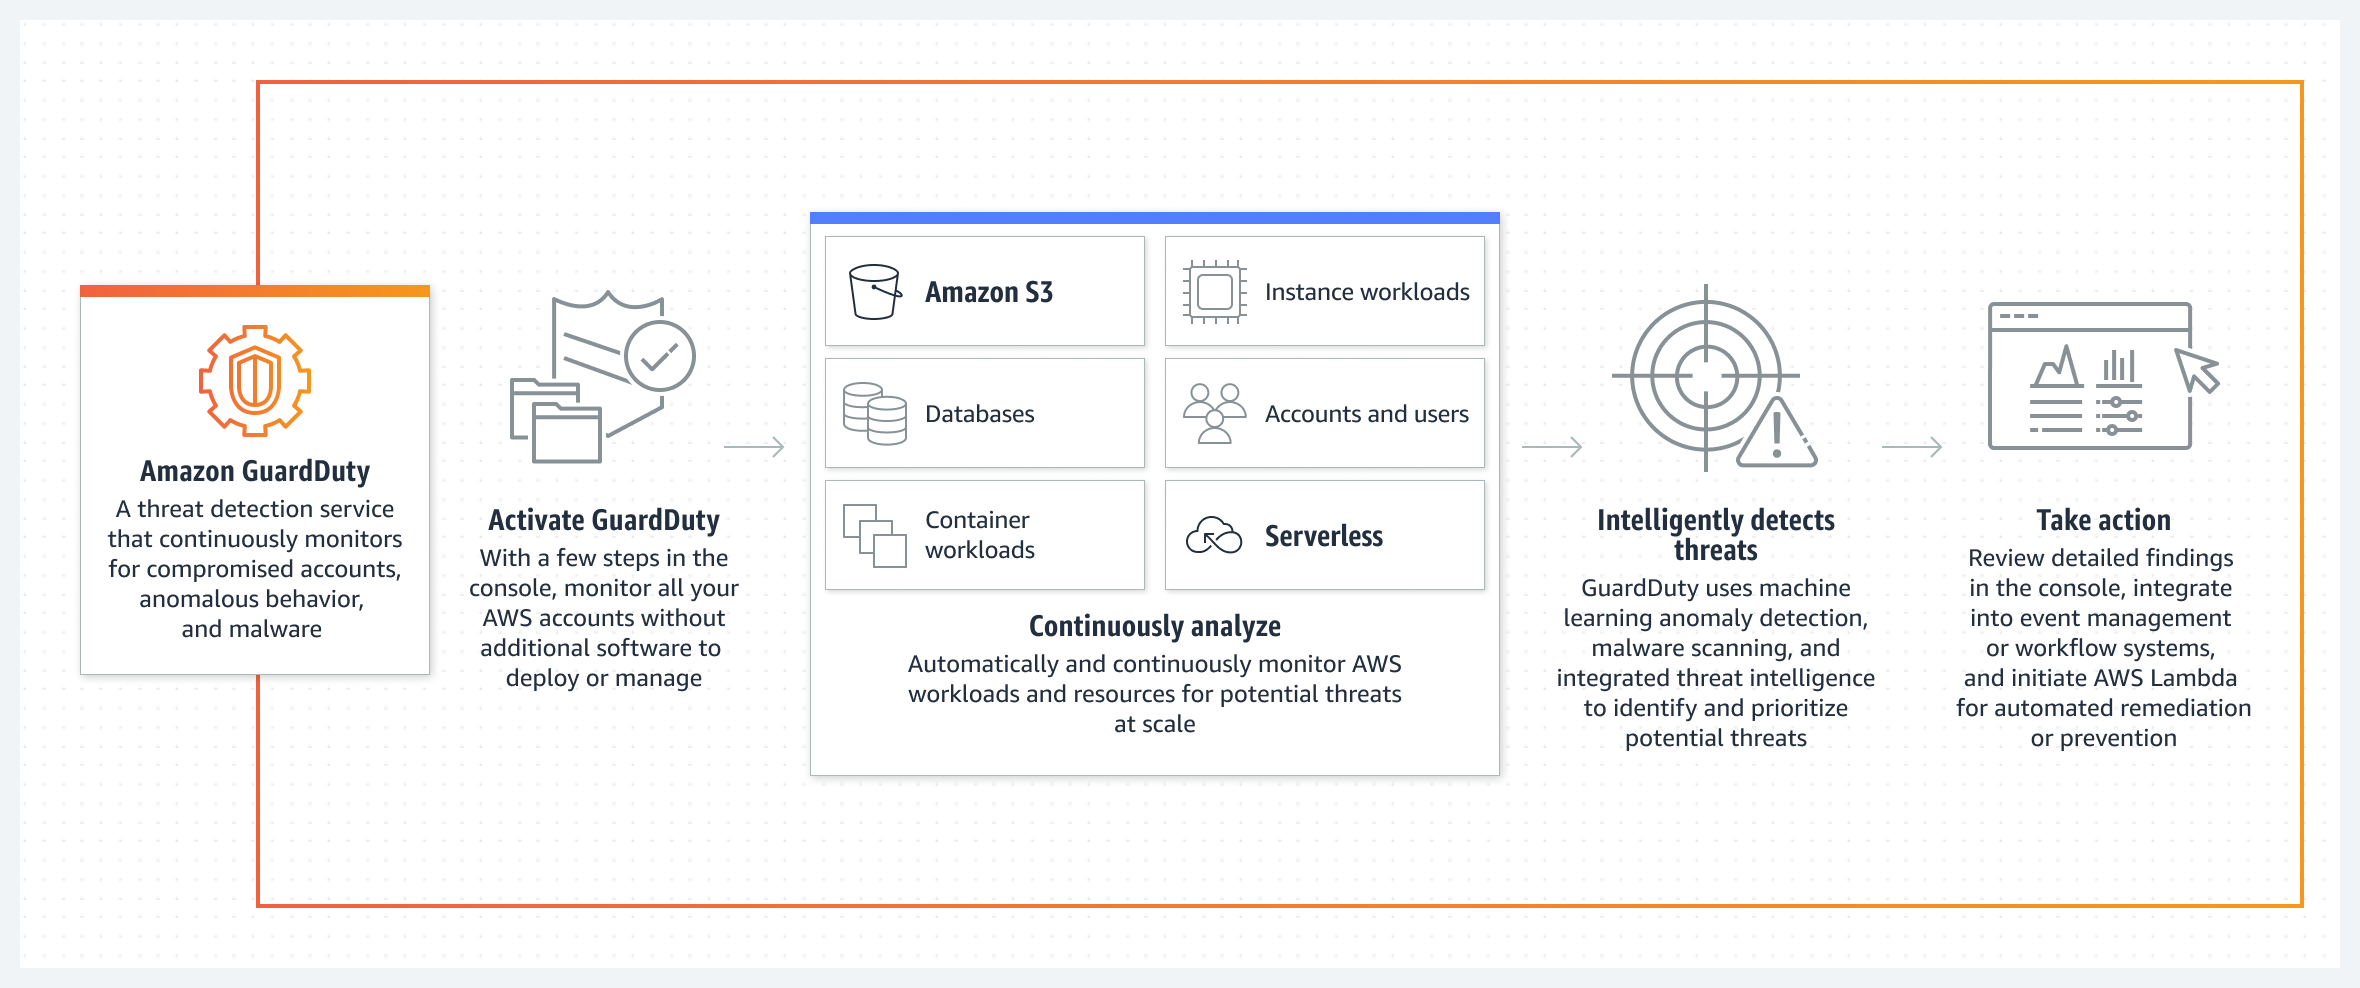 Amazon GuardDuty
A threat detection service
that continuously monitors
for compromised accounts,
anomalous behavior,
and malware
Activate GuardDuty
With a few steps in the
console, monitor all your
AWS accounts without
additional software to
deploy or manage
Amazon S3
Instance workloads
Databases
Accounts and users
Container
workloads
Serverless
Continuously analyze
Automatically and continuously monitor AWS
workloads and resources for potential threats
at scale
Intelligently detects
threats
GuardDuty uses machine
learning anomaly detection,
malware scanning, and
integrated threat intelligence
to identify and prioritize
potential threats
Take action
Review detailed findings
in the console, integrate
into event management
or workflow systems,
and initiate AWS Lambda
for automated remediation
or prevention